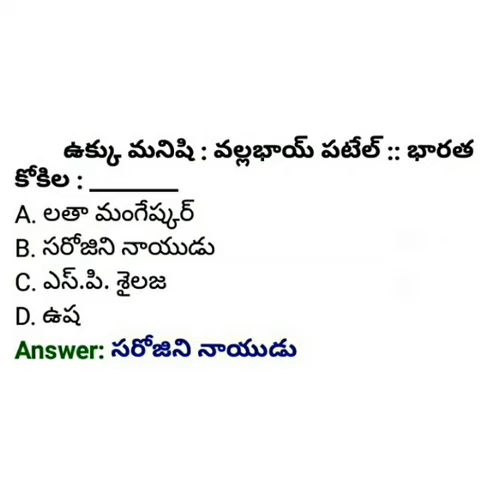 ఉక్కు మనిషి : వల్లభాయ్ పటేల్ :: భారత
కోకిల : ________
A. లతా మంగేష్కర్
B. సరోజిని నాయుడు
C. ఎస్.పి. శైలజ
D. ఉష
Answer: సరోజిని నాయుడు